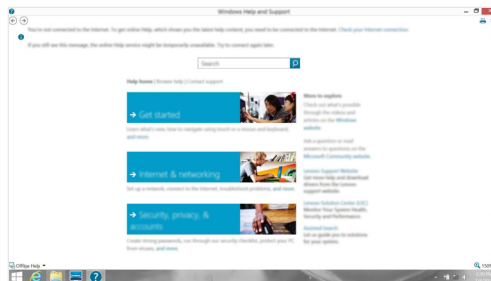 Windows Help and Support
You're not connected to the Internet. To get online Help, which shows you the latest help content, you need to be connected to the Internet. Check your Internet connection.
If you still see this message, the online Help service might be temporarily unavailable. Try to connect again later.
Search
Help home | Browse help | Contact support
→ Get started
Learn what's new, how to navigate using touch or a mouse and keyboard, and more.
→ Internet & networking
Set up a network, connect to the Internet, troubleshoot problems, and more.
→ Security, privacy, &
accounts
Create strong passwords, run through our security checklist, protect your PC
from viruses, and more.
More to explore
Check out what's possible
through the videos and
articles on the Windows
website.
Ask a question or read
answers to questions on the
Microsoft Community website.
Lenovo Support Website
Get more help and download
drivers from the Lenovo
support website.
Lenovo Solution Center (LSC)
Monitor Your System Health,
Security and Performance
Assisted Search
Let us guide you to solutions
for your system.
Offline Help